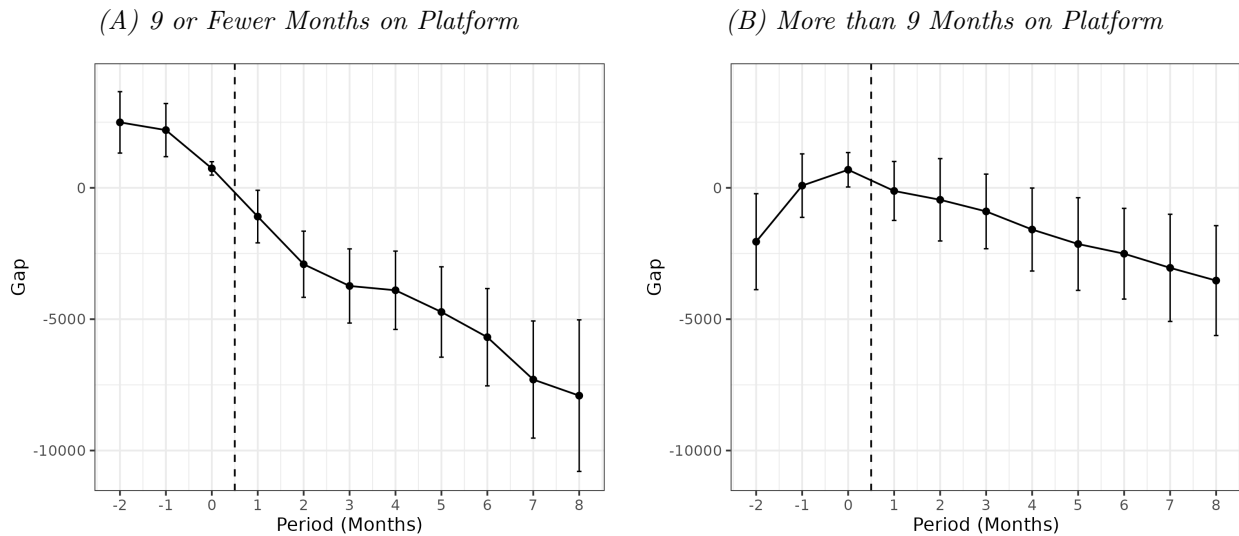 (A) 9 or Fewer Months on Platform
0
-5000
-10000
Gap
-2 -1 0 1 2 3 4 5 6 7 8
Period (Months)
(B) More than 9 Months on Platform
0
-5000
-10000
Gap
-2 -1 0 1 2 3 4 5 6 7 8
Period (Months)